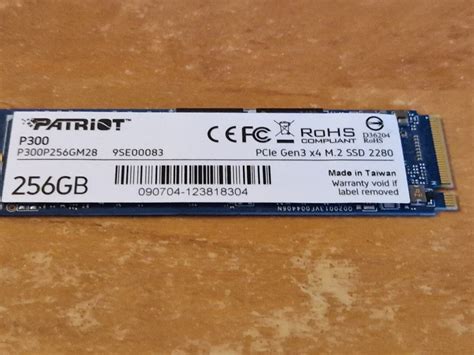 PATRIOT
P300
P300P256GM28 9SE00083
256GB
090704-123818304
FC CE RoHS
COMPLIANT
D36204
RoHS
PCIe Gen3 x4 M.2 SSD 2280
Made in Taiwan
Warranty void if
label removed